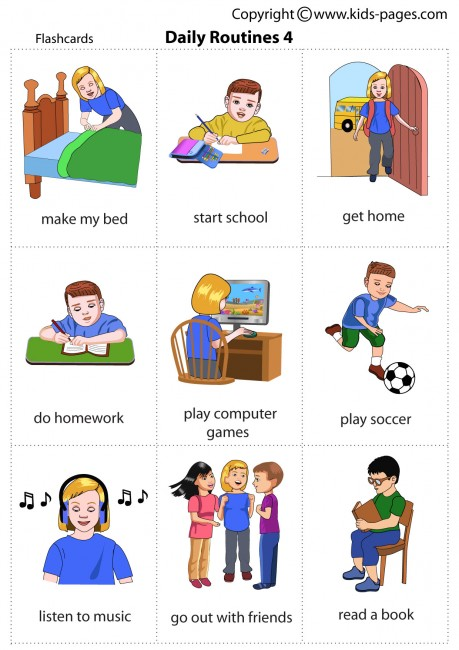 Copyright www.kids-pages.com
Flashcards
Daily Routines 4
make my bed
start school
get home
do homework
play computer
games
play soccer
listen to music
go out with friends
read a book